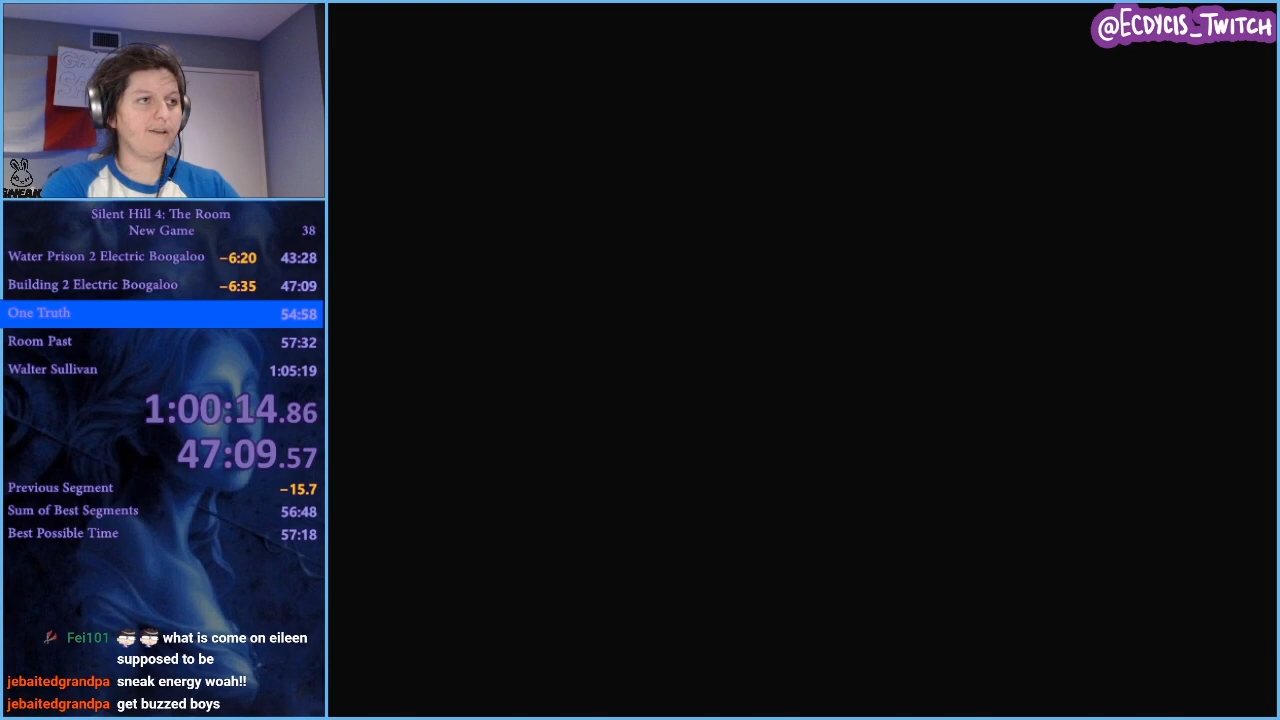 @ECDYCIS_TWITCH
SNEAK
Silent Hill 4: The Room
New Game 38
Water Prison 2 Electric Boogaloo −6:20 43:28
Building 2 Electric Boogaloo −6:35 47:09
One Truth 54:58
Room Past 57:32
Walter Sullivan 1:05:19
1:00:14.86
47:09.57
Previous Segment −15.7
Sum of Best Segments 56:48
Best Possible Time 57:18
Fei101 what is come on eileen
supposed to be
jebaitedgrandpa sneak energy woah!!
jebaitedgrandpa get buzzed boys